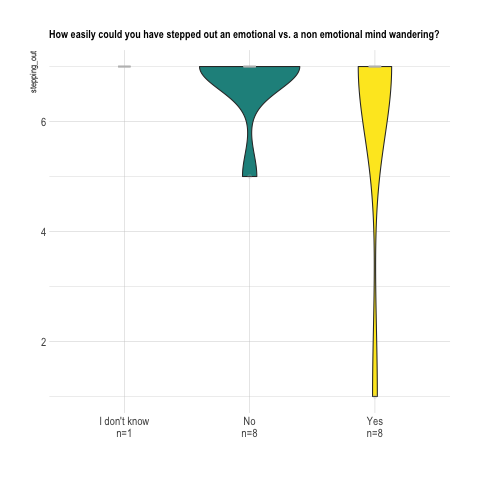 How easily could you have stepped out an emotional vs. a non emotional mind wandering?
stepping_out
6
4
2
I don't know
n=1
No
n=8
Yes
n=8